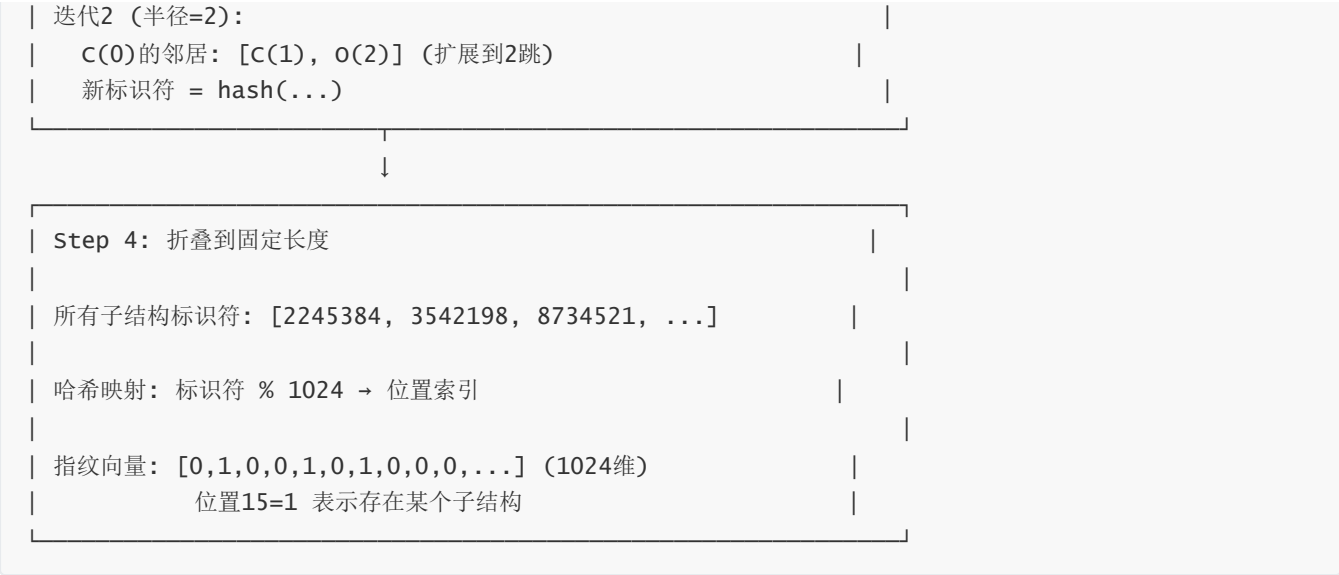 | 迭代2 (半径=2): |
| C(0)的邻居: [C(1), O(2)] (扩展到2跳) |
| 新标识符 = hash(...) |
↓
| Step 4: 折叠到固定长度 |
| |
| 所有子结构标识符: [2245384, 3542198, 8734521, ...] |
| |
| 哈希映射: 标识符 % 1024 → 位置索引 |
| |
| 指纹向量: [0,1,0,0,1,0,1,0,0,0,...] (1024维) |
| 位置15=1 表示存在某个子结构 |